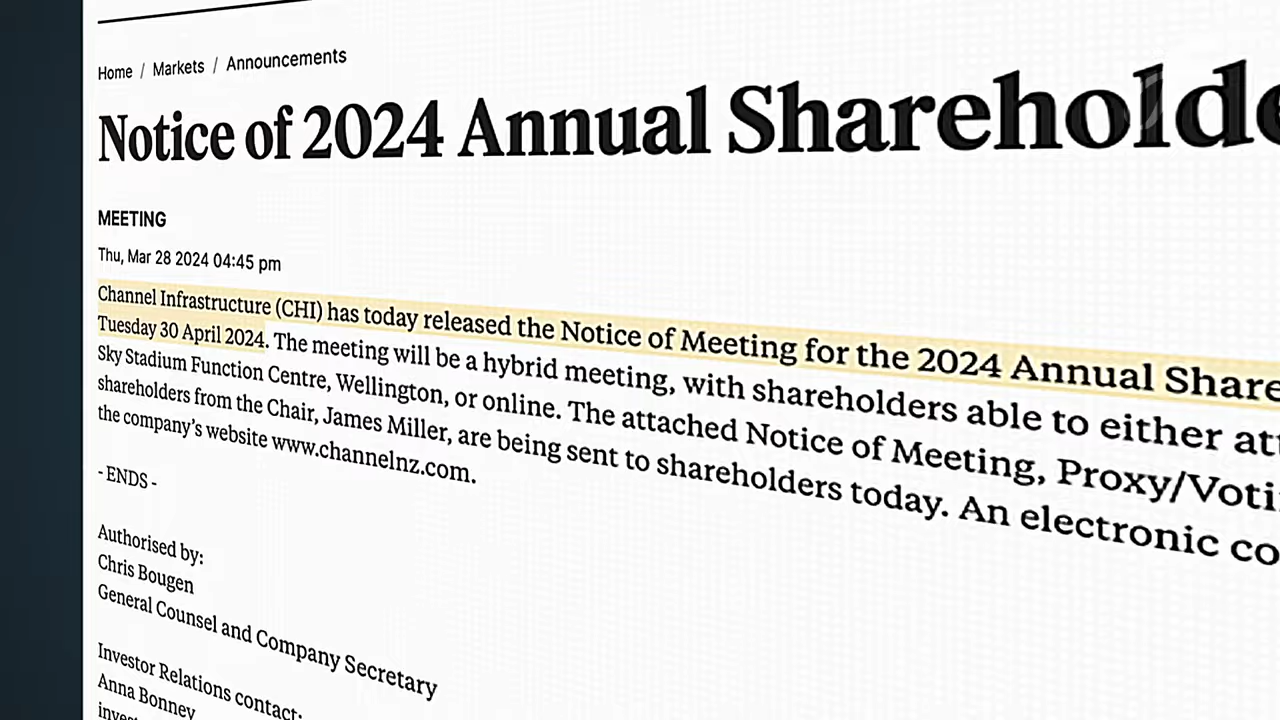 Home / Markets / Announcements
Notice of 2024 Annual Shareholde
MEETING
Thu, Mar 28 2024 04:45 pm
Channel Infrastructure (CHI) has today released the Notice of Meeting for the 2024 Annual Share
Tuesday 30 April 2024. The meeting will be a hybrid meeting, with shareholders able to either att
Sky Stadium Function Centre, Wellington, or online. The attached Notice of Meeting, Proxy/Voti
shareholders from the Chair, James Miller, are being sent to shareholders today. An electronic co
the company's website www.channelnz.com.
- ENDS -
Authorised by:
Chris Bougen
General Counsel and Company Secretary
Investor Relations contact:
Anna Bonney